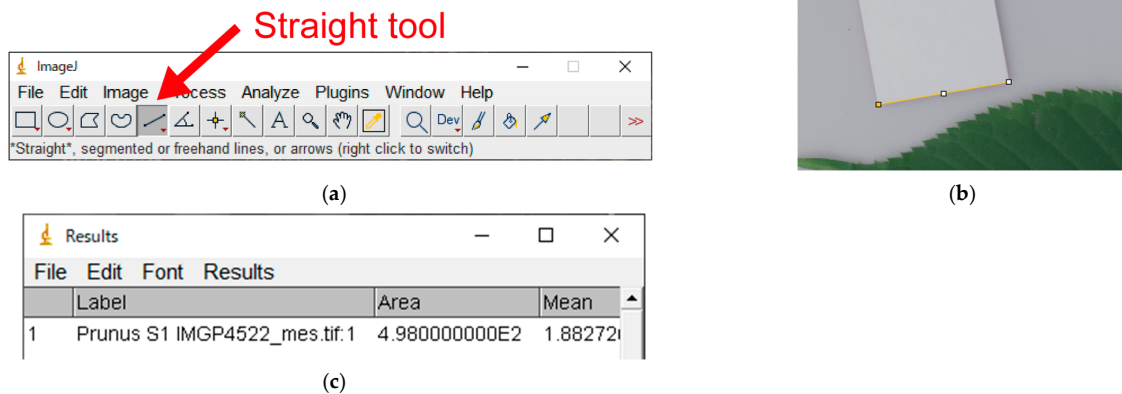 Straight tool
ImageJ
File Edit Image Process Analyze Plugins Window Help
A Dev >>
*Straight*, segmented or freehand lines, or arrows (right click to switch)
(a)
(b)
Results
File Edit Font Results
Label Area Mean
1 Prunus S1 IMGP4522_mes.tif:1 4.980000000E2 1.88272
(c)